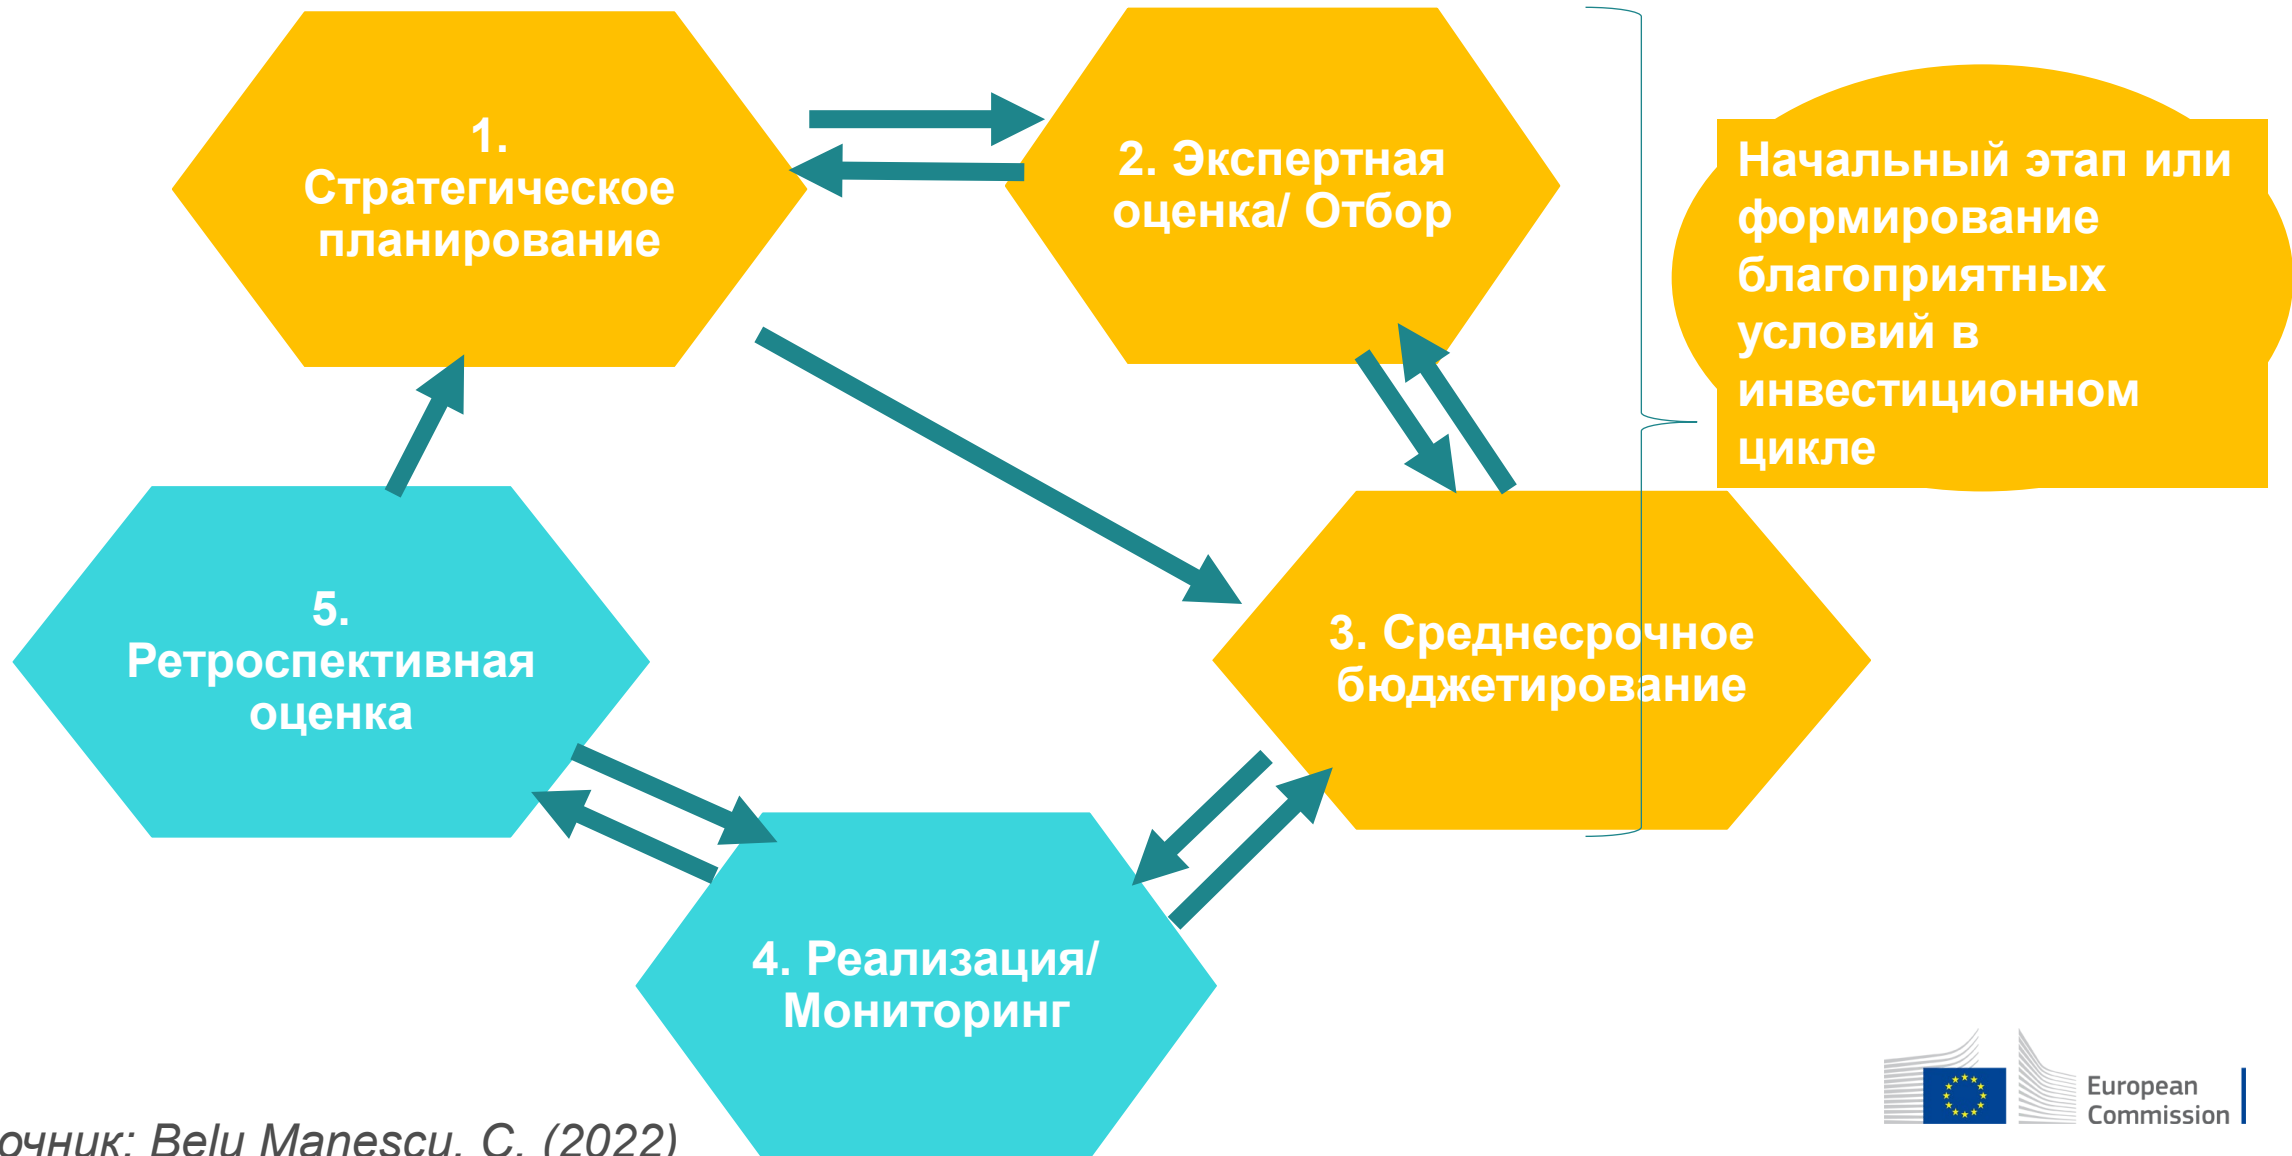 1.
Стратегическое
планирование
2. Экспертная
оценка/ Отбор
Начальный этап или
формирование
благоприятных
условий в
инвестиционном
цикле
5.
Ретроспективная
оценка
3. Среднесрочное
бюджетирование
4. Реализация/
Мониторинг
European
Commission
очник: Belu Manescu, C. (2022)